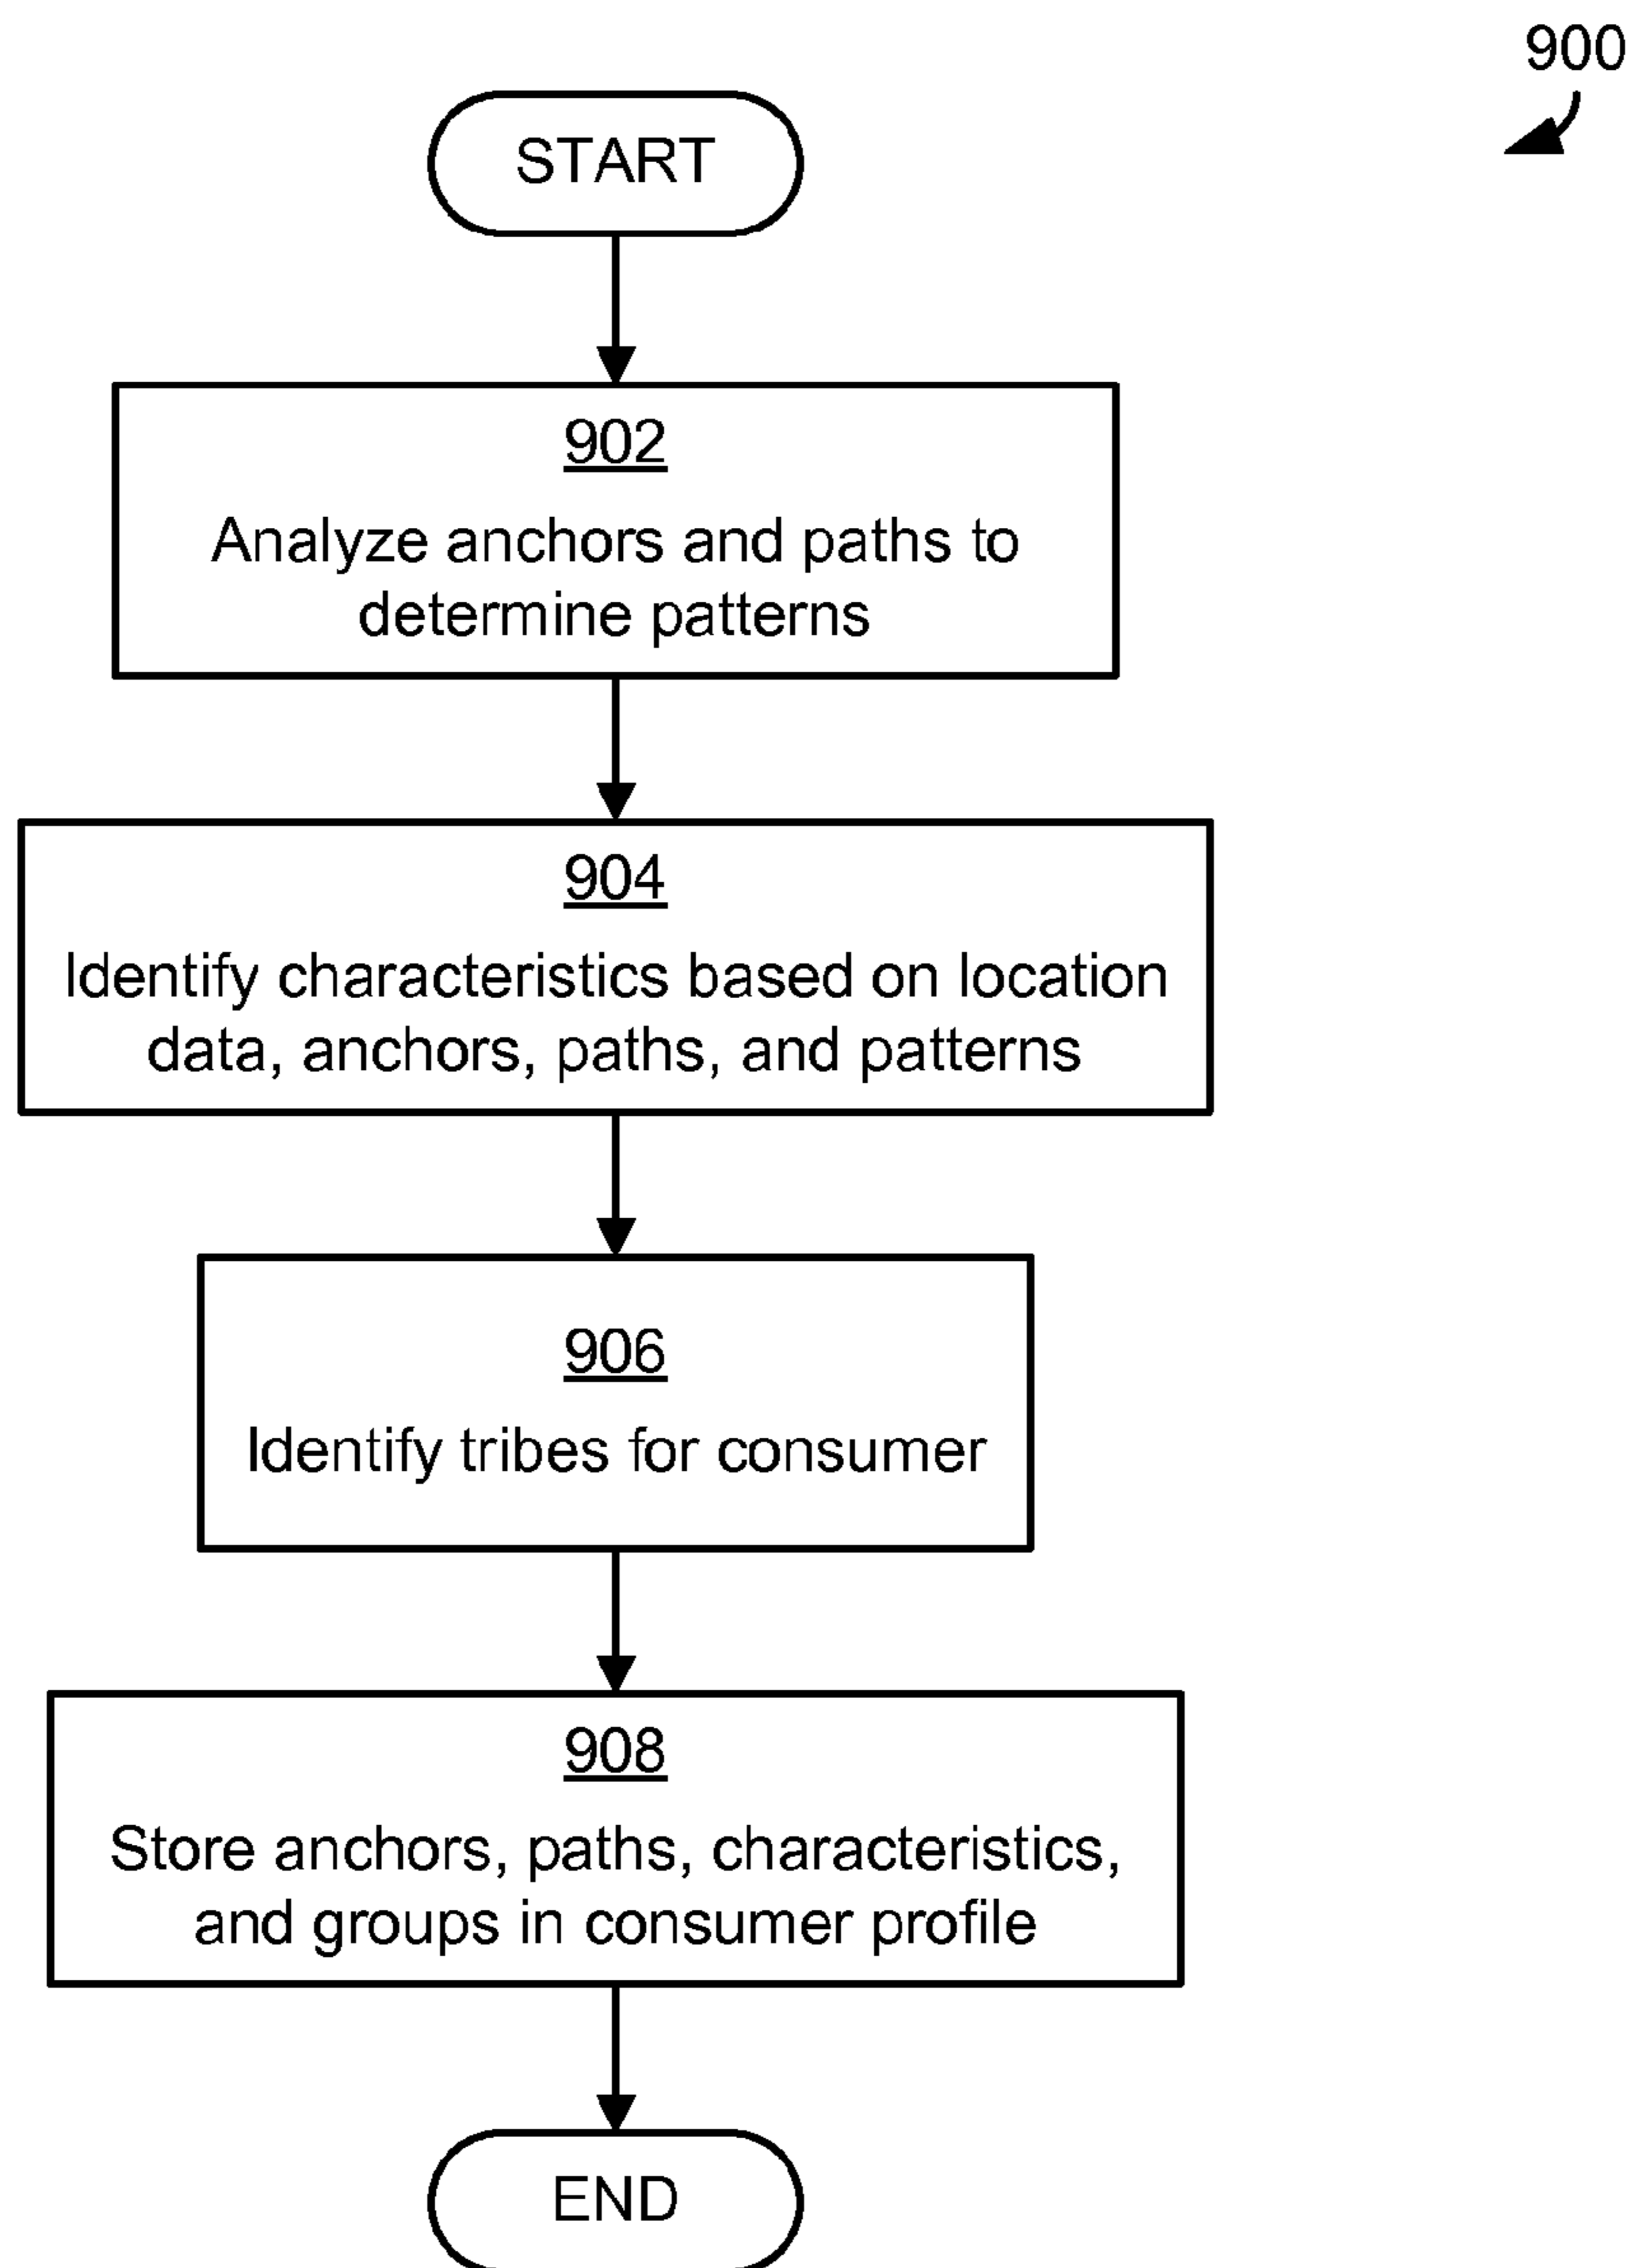 900
START
902
Analyze anchors and paths to
determine patterns
904
Identify characteristics based on location
data, anchors, paths, and patterns
906
Identify tribes for consumer
908
Store anchors, paths, characteristics,
and groups in consumer profile
END